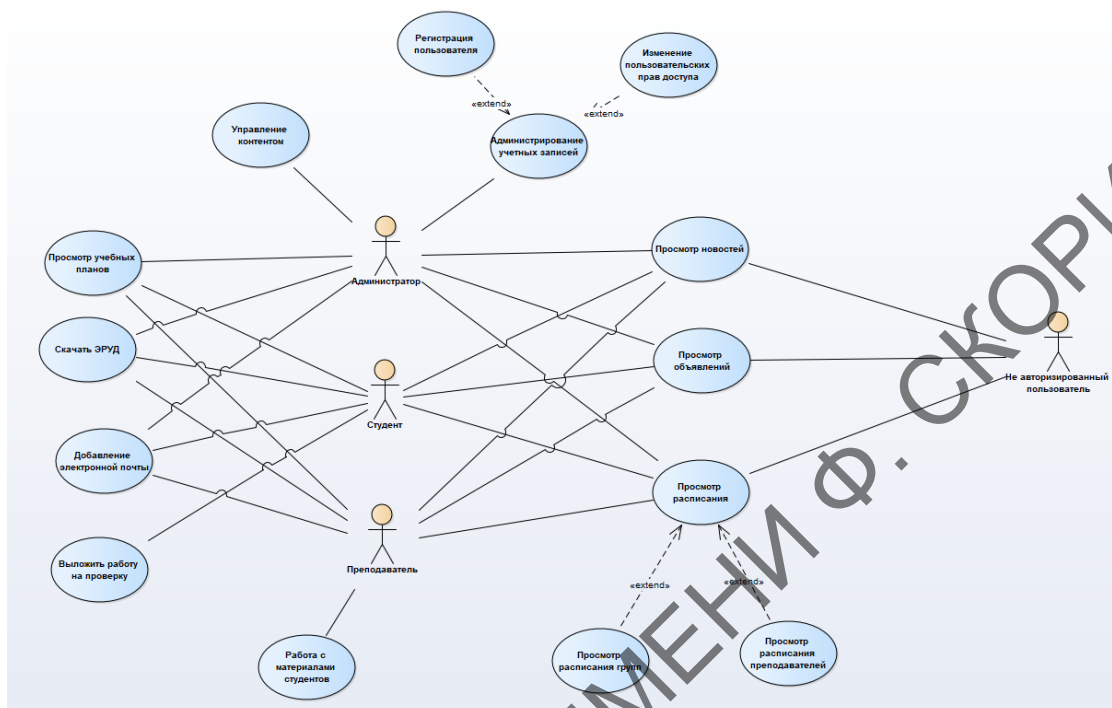 Регистрация
пользователя
Изменение
пользовательских
прав доступа
«extend»
«extend»
Управление
контентом
Администрирование
учетных записей
Просмотр учебных
планов
Администратор
Просмотр новостей
Скачать ЭРУД
Просмотр
объявлений
Не авторизированный
пользователь
Студент
Добавление
электронной почты
Просмотр
расписания
Выложить работу
на проверку
Преподаватель
«extend»
«extend»
Работа с
материалами
студентов
Просмотр
расписания групп
Просмотр
расписания
преподавателей
ИМЕНИ Ф. СКОРИ